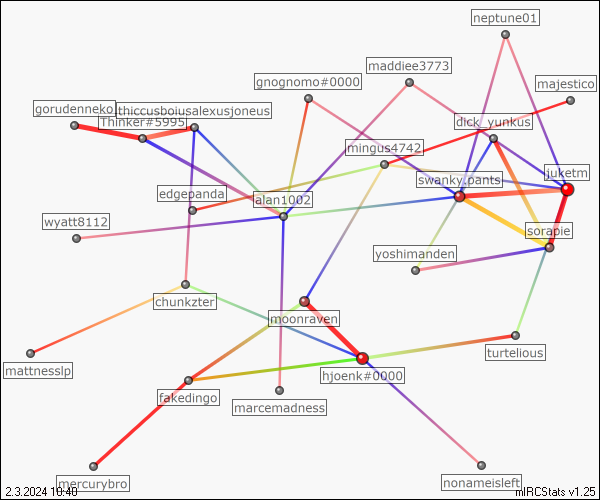 neptune01
maddiee3773
gnognomo#0000
majestico
gorudenneko
thiccusboiusalexusjoneus
Thinker#5995
dick_yunkus
mingus4742
swanky.pants
juketm
edgepanda
alan1002
wyatt8112
sorapie
yoshimanden
chunkzter
moonraven
turtelious
mattnesslp
hjoenk#0000
fakedingo
marcemadness
mercurybro
nonameisleft
2.3.2024 10:40
mIRCStats v1.25